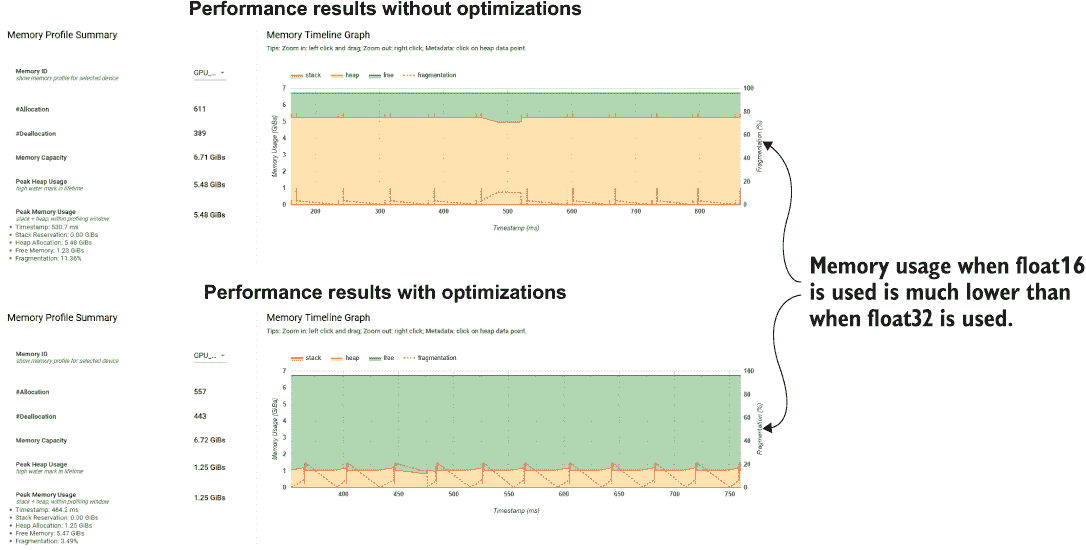 Performance results without optimizations
Memory Profile Summary
Memory ID
show memory profile for selected device
GPU_...
#Allocation
611
#Deallocation
389
Memory Capacity
6.71 GiBs
Peak Heap Usage
high water mark in lifetime
5.48 GiBs
Peak Memory Usage
stack + heap, within profiling window
5.48 GiBs
• Timestamp: 530.7 ms
• Stack Reservation: 0.00 GiBs
• Heap Allocation: 5.48 GiBs
• Free Memory: 1.23 GiBs
• Fragmentation: 11.36%
Memory Timeline Graph
Tips: Zoom in: left click and drag; Zoom out: right click; Metadata: click on heap data point.
stack heap free fragmentation
Memory Usage (GiBs)
7
6
5
4
3
2
1
0
100
80
60
40
20
0
Fragmentation (%)
200 300 400 500 600 700 800
Timestamp (ms)
Memory usage when float16
is used is much lower than
when float32 is used.
Performance results with optimizations
Memory Profile Summary
Memory ID
show memory profile for selected device
GPU_...
#Allocation
557
#Deallocation
443
Memory Capacity
6.72 GiBs
Peak Heap Usage
high water mark in lifetime
1.25 GiBs
Peak Memory Usage
stack + heap, within profiling window
1.25 GiBs
• Timestamp: 484.2 ms
• Stack Reservation: 0.00 GiBs
• Heap Allocation: 1.25 GiBs
• Free Memory: 5.47 GiBs
• Fragmentation: 3.49%
Memory Timeline Graph
Tips: Zoom in: left click and drag; Zoom out: right click; Metadata: click on heap data point.
stack heap free fragmentation
Memory Usage (GiBs)
7
6
5
4
3
2
1
0
100
80
60
40
20
0
Fragmentation (%)
400 450 500 550 600 650 700 750
Timestamp (ms)